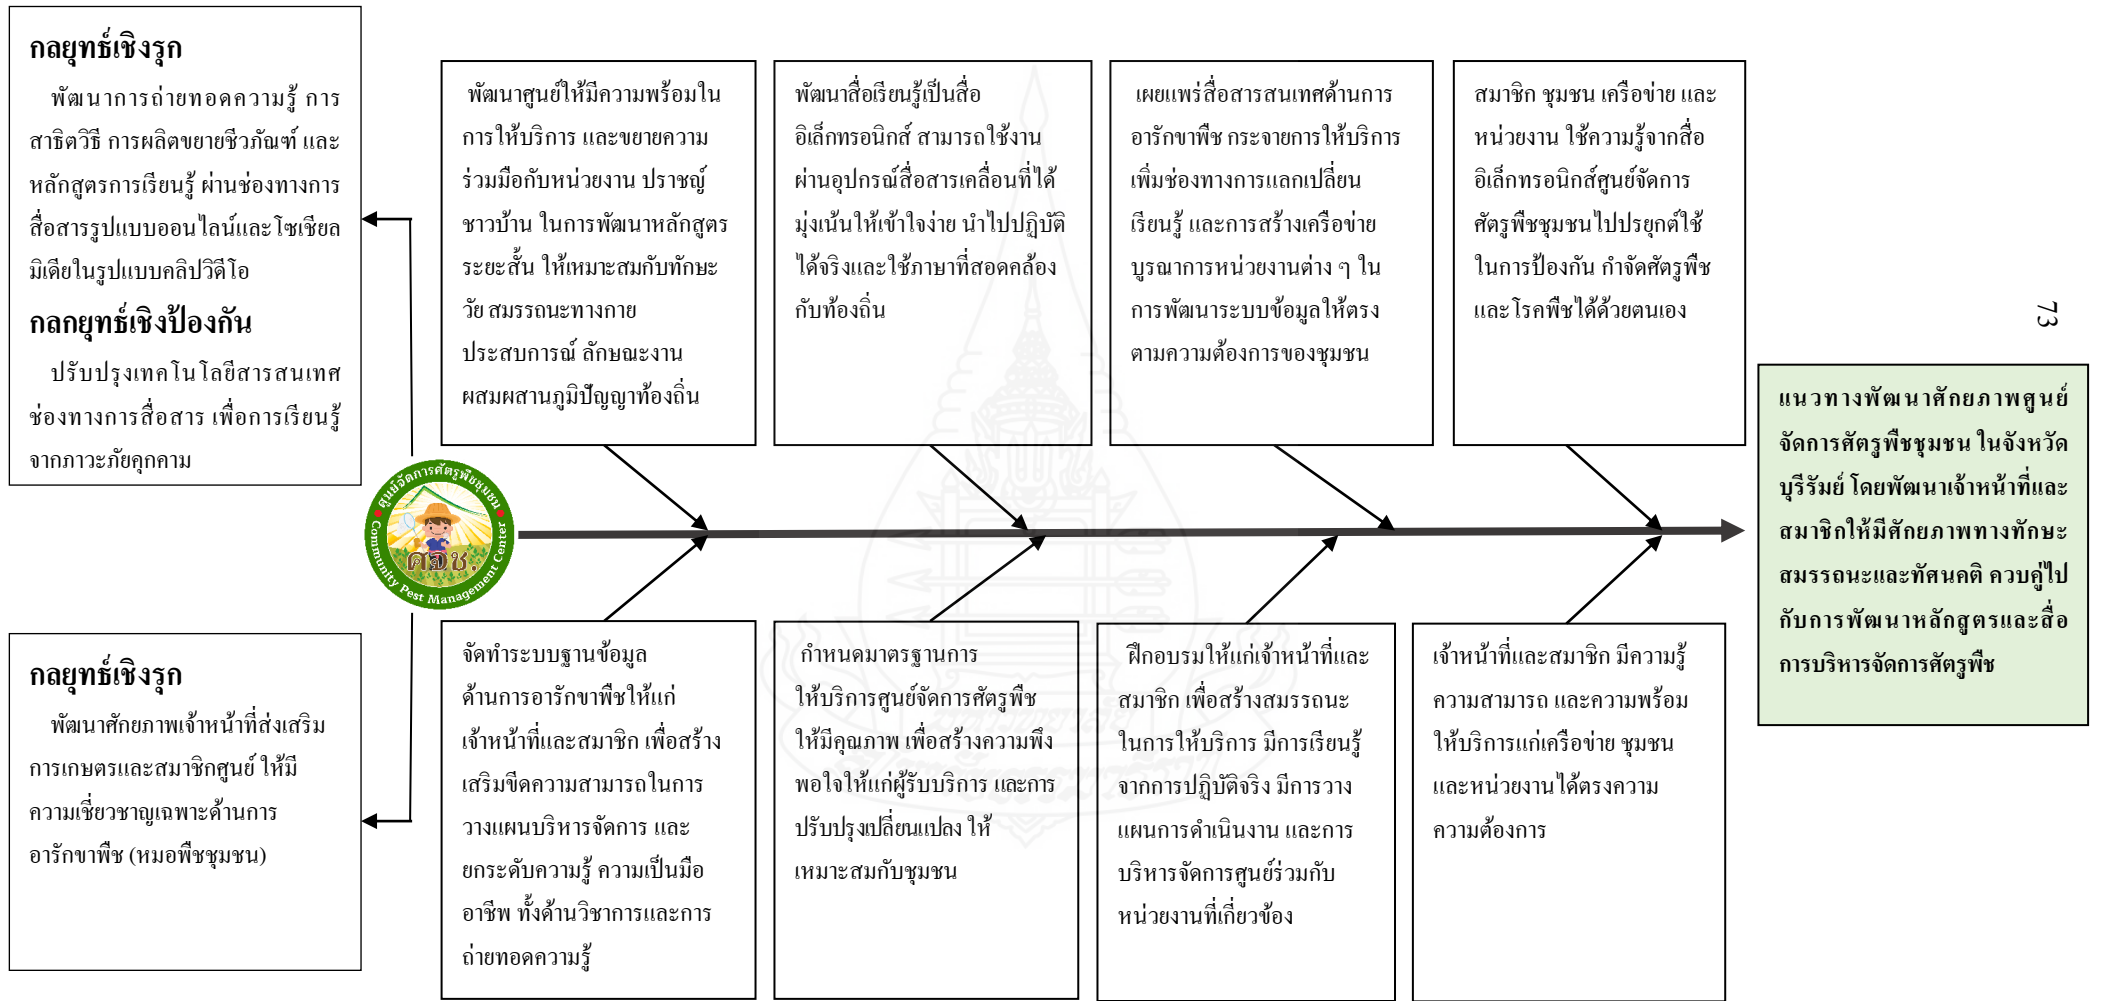 กลยุทธ์เชิงรุก
พัฒนาการถ่ายทอดความรู้ การ
สาธิตวิธี การผลิตขยายชีวภัณฑ์ และ
หลักสูตรการเรียนรู้ ผ่านช่องทางการ
สื่อสารรูปแบบออนไลน์และโซเชียล
มิเดียในรูปแบบคลิปวิดีโอ
กลกยุทธ์เชิงป้องกัน
ปรับปรุงเทคโนโลยีสารสนเทศ
ช่องทางการสื่อสาร เพื่อการเรียนรู้
จากภาวะภัยคุกคาม
พัฒนาศูนย์ให้มีความพร้อมใน
การให้บริการ และขยายความ
ร่วมมือกับหน่วยงาน ปราชญ์
ชาวบ้าน ในการพัฒนาหลักสูตร
ระยะสั้น ให้เหมาะสมกับทักษะ
วัย สมรรถนะทางกาย
ประสบการณ์ ลักษณะงาน
ผสมผสานภูมิปัญญาท้องถิ่น
พัฒนาสื่อเรียนรู้เป็นสื่อ
อิเล็กทรอนิกส์ สามารถใช้งาน
ผ่านอุปกรณ์สื่อสารเคลื่อนที่ได้
มุ่งเน้นให้เข้าใจง่าย นำไปปฏิบัติ
ได้จริงและใช้ภาษาที่สอดคล้อง
กับท้องถิ่น
เผยแพร่สื่อสารสนเทศด้านการ
อารักขาพืช กระจายการให้บริการ
เพิ่มช่องทางการแลกเปลี่ยน
เรียนรู้ และการสร้างเครือข่าย
บูรณาการหน่วยงานต่าง ๆ ใน
การพัฒนาระบบข้อมูลให้ตรง
ตามความต้องการของชุมชน
สมาชิก ชุมชน เครือข่าย และ
หน่วยงาน ใช้ความรู้จากสื่อ
อิเล็กทรอนิกส์ศูนย์จัดการ
ศัตรูพืชชุมชนไปประยุกต์ใช้
ในการป้องกัน กำจัดศัตรูพืช
และโรคพืชได้ด้วยตนเอง
73
แนวทางพัฒนาศักยภาพศูนย์
จัดการศัตรูพืชชุมชน ในจังหวัด
บุรีรัมย์ โดยพัฒนาเจ้าหน้าที่และ
สมาชิกให้มีศักยภาพทางทักษะ
สมรรถนะและทัศนคติ ควบคู่ไป
กับการพัฒนาหลักสูตรและสื่อ
การบริหารจัดการศัตรูพืช
ศูนย์จัดการศัตรูพืชชุมชน
ศจช.
Community Pest Management Center
กลยุทธ์เชิงรุก
พัฒนาศักยภาพเจ้าหน้าที่ส่งเสริม
การเกษตรและสมาชิกศูนย์ ให้มี
ความเชี่ยวชาญเฉพาะด้านการ
อารักขาพืช (หมอพืชชุมชน)
จัดทำระบบฐานข้อมูล
ด้านการอารักขาพืชให้แก่
เจ้าหน้าที่และสมาชิก เพื่อสร้าง
เสริมขีดความสามารถในการ
วางแผนบริหารจัดการ และ
ยกระดับความรู้ ความเป็นมือ
อาชีพ ทั้งด้านวิชาการและการ
ถ่ายทอดความรู้
กำหนดมาตรฐานการ
ให้บริการศูนย์จัดการศัตรูพืช
ให้มีคุณภาพ เพื่อสร้างความพึง
พอใจให้แก่ผู้รับบริการ และการ
ปรับปรุงเปลี่ยนแปลง ให้
เหมาะสมกับชุมชน
ฝึกอบรมให้แก่เจ้าหน้าที่และ
สมาชิก เพื่อสร้างสมรรถนะ
ในการให้บริการ มีการเรียนรู้
จากการปฏิบัติจริง มีการวาง
แผนการดำเนินงาน และการ
บริหารจัดการศูนย์ร่วมกับ
หน่วยงานที่เกี่ยวข้อง
เจ้าหน้าที่และสมาชิก มีความรู้
ความสามารถ และความพร้อม
ให้บริการแก่เครือข่าย ชุมชน
และหน่วยงานได้ตรงความ
ความต้องการ